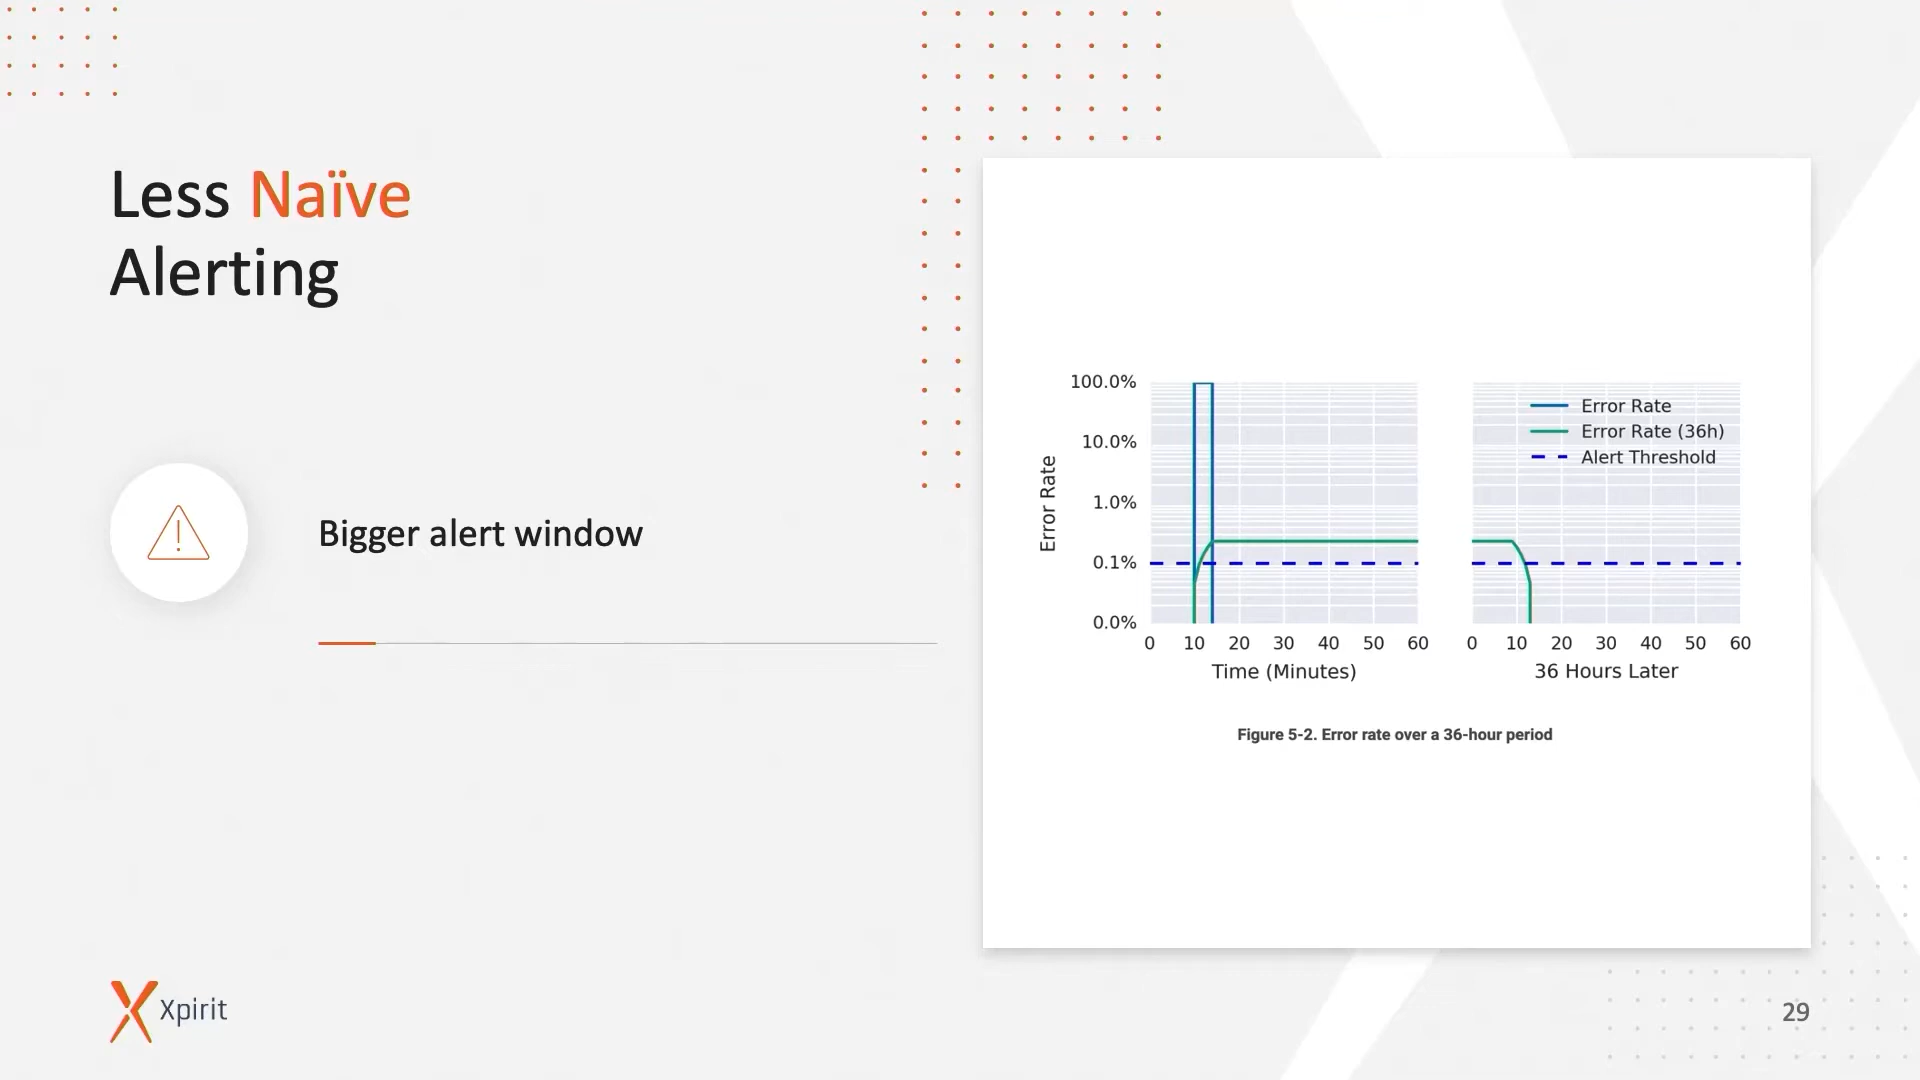 Less Naïve
Alerting
Bigger alert window
Error Rate
100.0%
10.0%
1.0%
0.1%
0.0%
0 10 20 30 40 50 60
Time (Minutes)
Error Rate
Error Rate (36h)
Alert Threshold
0 10 20 30 40 50 60
36 Hours Later
Figure 5-2. Error rate over a 36-hour period
Xpirit
29